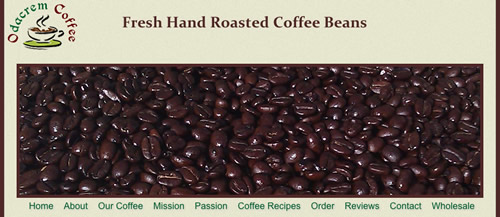 Odacrem Coffee
Fresh Hand Roasted Coffee Beans
Home About Our Coffee Mission Passion Coffee Recipes Order Reviews Contact Wholesale